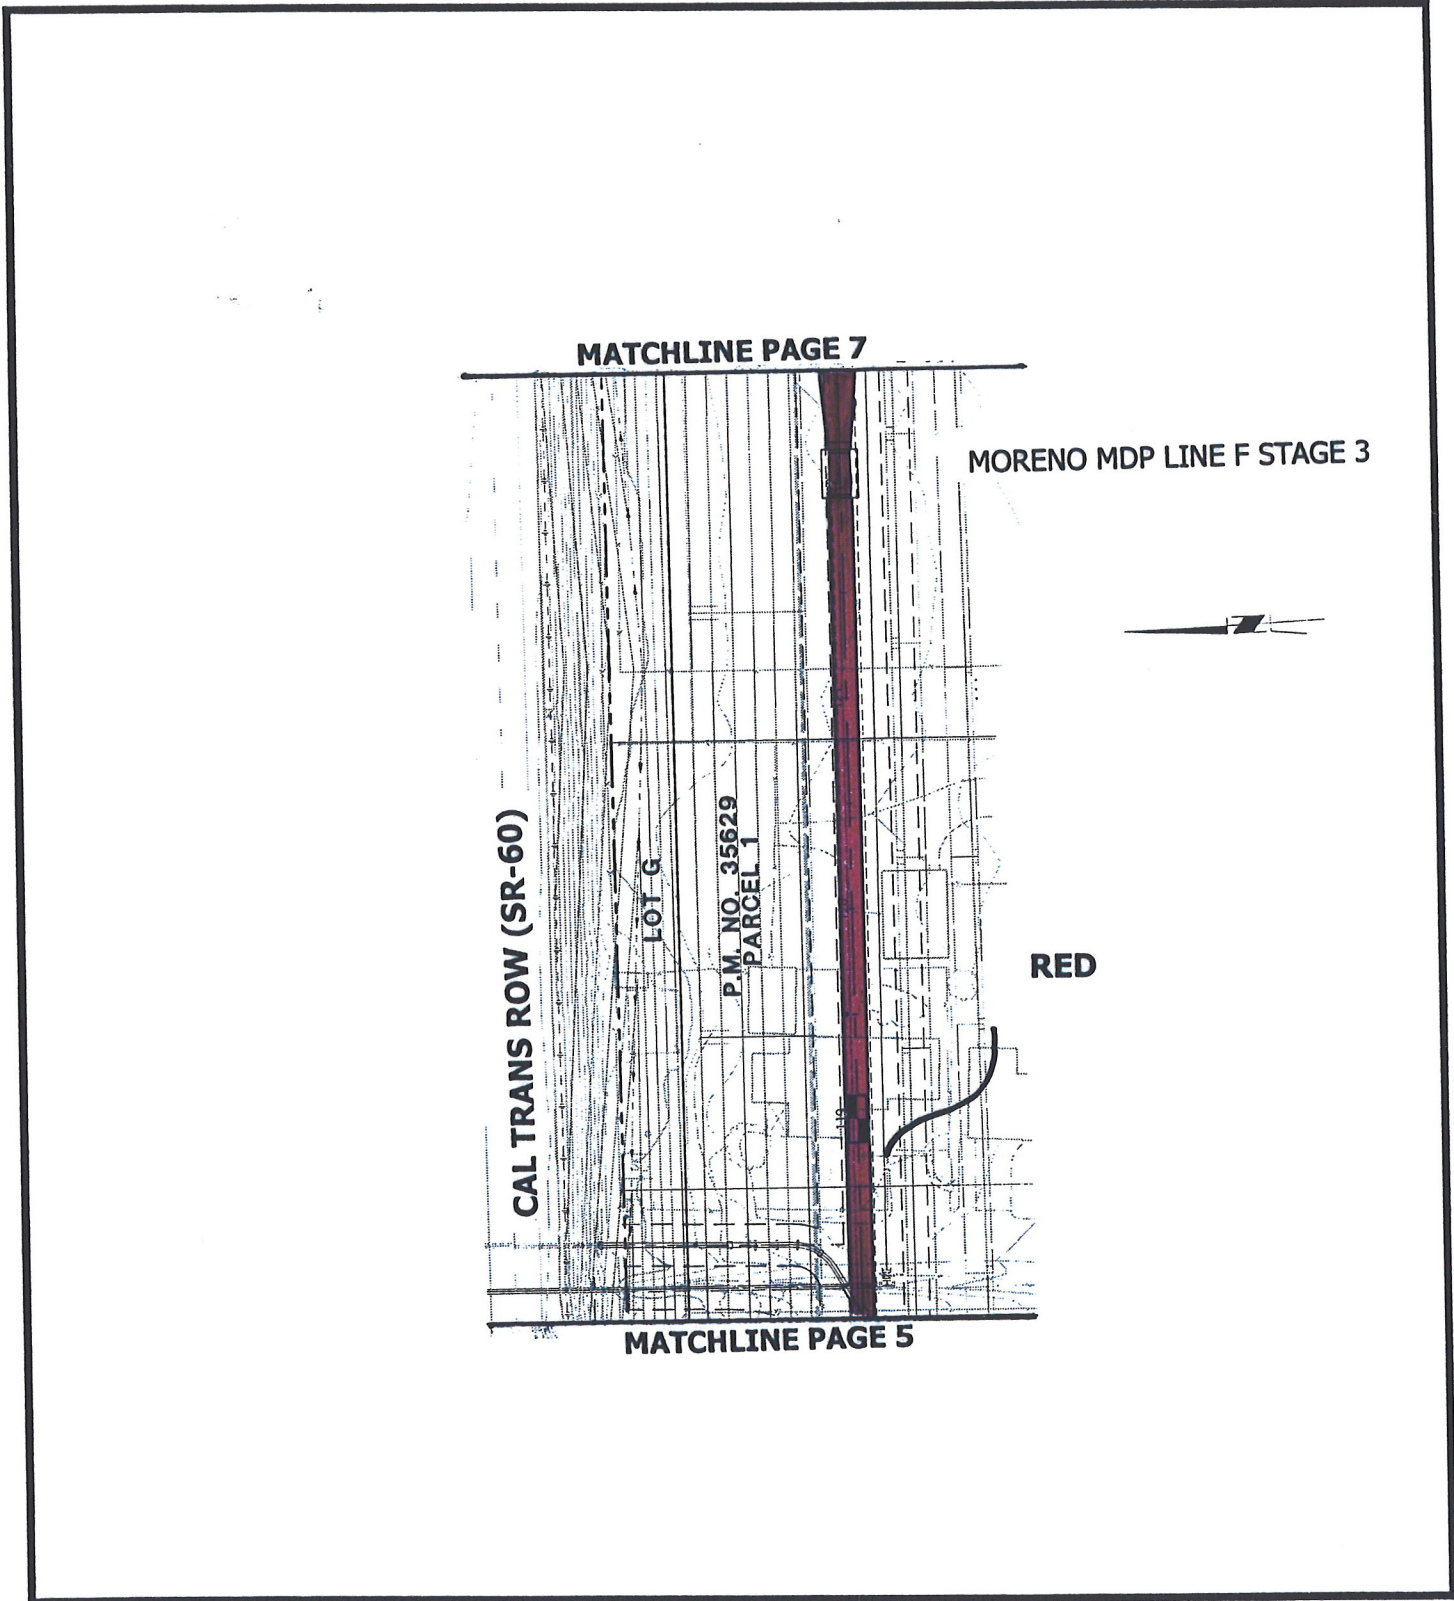 MATCHLINE PAGE 7
MORENO MDP LINE F STAGE 3
CAL TRANS ROW (SR-60)
LOT G
P.M. NO. 35629
PARCEL 1
RED
MATCHLINE PAGE 5